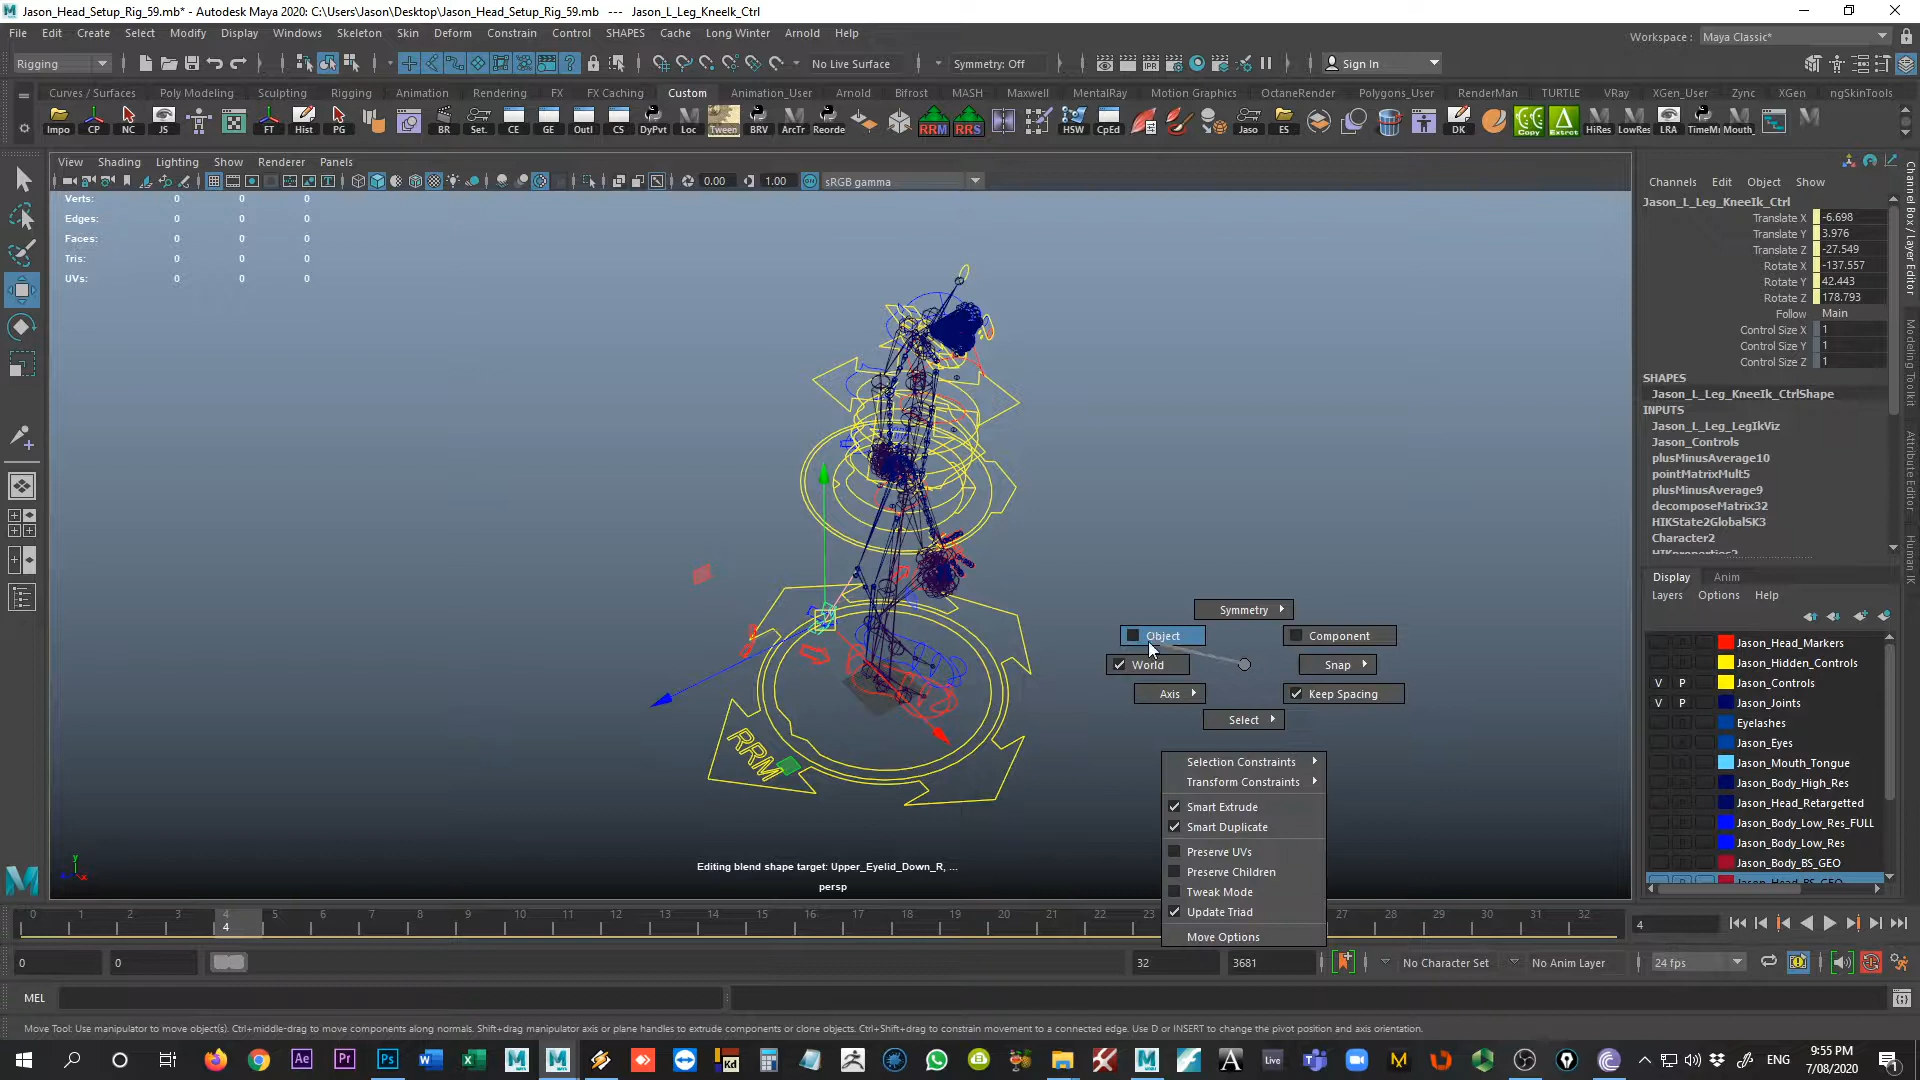 Jason_Head_Setup_Rig_59.mb* - Autodesk Maya 2020: C:\Users\Jason\Desktop\Jason_Head_Setup_Rig_59.mb --- Jason_L_Leg_KneeIk_Ctrl
File Edit Create Select Modify Display Windows Skeleton Skin Deform Constrain Control SHAPES Cache Long Winter Arnold Help
Workspace : Maya Classic*
Rigging No Live Surface Symmetry: Off Sign In
Curves / Surfaces Poly Modeling Sculpting Rigging Animation Rendering FX FX Caching Custom Animation_User Arnold Bifrost MASH Maxwell MentalRay Motion Graphics OctaneRender Polygons_User RenderMan TURTLE VRay XGen_User Zync XGen ngSkinTools
Impo CP NC JS FT Hist PG BR Set. CE GE Outl CS DyPvt Loc Tween BRV ArcTr Reorde RRM RRS HSW CpEd Jaso ES DK Copy Extrct HiRes LowRes LRA TimeM Mouth_
View Shading Lighting Show Renderer Panels
0.00 1.00 sRGB gamma
Channels Edit Object Show
Verts: 0 0 0
Edges: 0 0 0
Faces: 0 0 0
Tris: 0 0 0
UVs: 0 0 0
RRM
Symmetry
Object Component
World Snap
Axis Keep Spacing
Select
Selection Constraints
Transform Constraints
Smart Extrude
Smart Duplicate
Preserve UVs
Preserve Children
Tweak Mode
Update Triad
Move Options
Editing blend shape target: Upper_Eyelid_Down_R, ...
persp
Jason_L_Leg_KneeIk_Ctrl
Translate X -6.698
Translate Y 3.976
Translate Z -27.549
Rotate X -137.557
Rotate Y 42.443
Rotate Z 178.793
Follow Main
Control Size X 1
Control Size Y 1
Control Size Z 1
SHAPES
Jason_L_Leg_KneeIk_CtrlShape
INPUTS
Jason_L_Leg_LegIkViz
Jason_Controls
plusMinusAverage10
pointMatrixMult5
plusMinusAverage9
decomposeMatrix32
HIKState2GlobalSK3
Character2
HIKproperties2
Channel Box / Layer Editor
Modeling Toolkit
Attribute Editor
Human IK
Display Anim
Layers Options Help
Jason_Head_Markers
Jason_Hidden_Controls
V P Jason_Controls
V P Jason_Joints
Eyelashes
Jason_Eyes
Jason_Mouth_Tongue
Jason_Body_High_Res
Jason_Head_Retargetted
Jason_Body_Low_Res_FULL
Jason_Body_Low_Res
Jason_Body_BS_GEO
Jason_Head_BS_GEO
0 1 2 3 4 5 6 7 8 9 10 11 12 13 14 15 16 17 18 19 20 21 22 23 27 28 29 30 31 32
4
4
0 0 32 3681 No Character Set No Anim Layer 24 fps
MEL
Move Tool: Use manipulator to move object(s). Ctrl+middle-drag to move components along normals. Shift+drag manipulator axis or plane handles to extrude components or clone objects. Ctrl+Shift+drag to constrain movement to a connected edge. Use D or INSERT to change the pivot position and axis orientation.
ENG
9:55 PM
7/08/2020